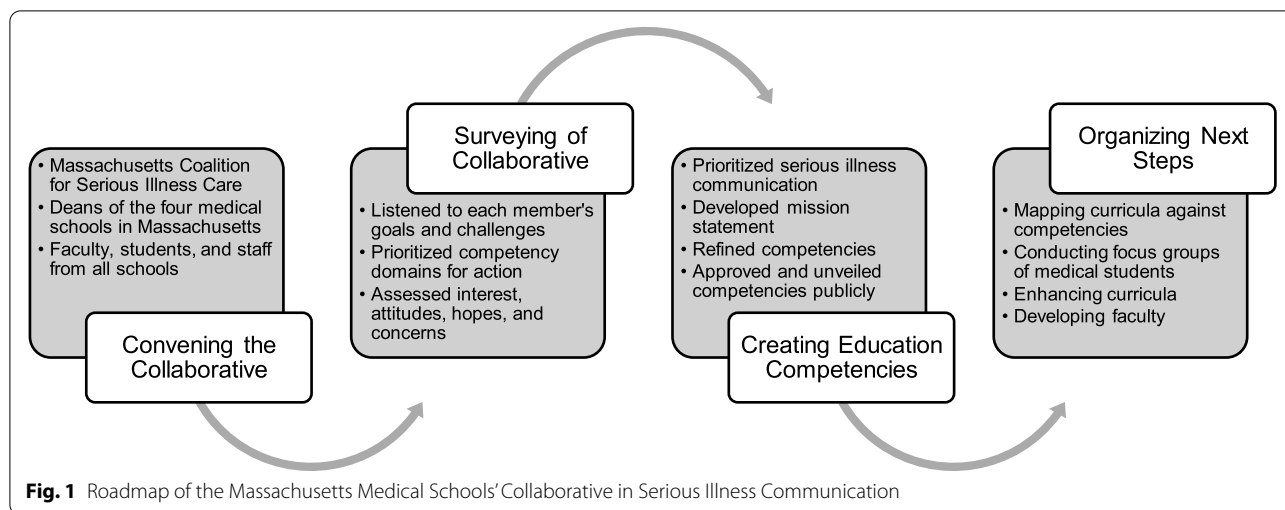 • Massachusetts Coalition
for Serious Illness Care
• Deans of the four medical
schools in Massachusetts
• Faculty, students, and staff
from all schools
Convening the
Collaborative
Surveying of
Collaborative
• Listened to each member's
goals and challenges
• Prioritized competency
domains for action
• Assessed interest,
attitudes, hopes, and
concerns
• Prioritized serious illness
communication
• Developed mission
statement
• Refined competencies
• Approved and unveiled
competencies publicly
Creating Education
Competencies
Organizing Next
Steps
• Mapping curricula against
competencies
• Conducting focus groups
of medical students
• Enhancing curricula
• Developing faculty
Fig. 1 Roadmap of the Massachusetts Medical Schools' Collaborative in Serious Illness Communication